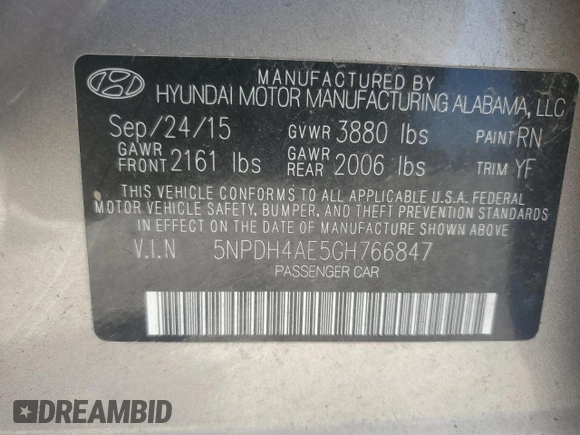 MANUFACTURED BY
HYUNDAI MOTOR MANUFACTURING ALABAMA, LLC
Sep/24/15 GVWR 3880 lbs PAINT RN
GAWR FRONT 2161 lbs GAWR REAR 2006 lbs TRIM YF
THIS VEHICLE CONFORMS TO ALL APPLICABLE U.S.A. FEDERAL
MOTOR VEHICLE SAFETY, BUMPER, AND THEFT PREVENTION STANDARDS
IN EFFECT ON THE DATE OF MANUFACTURE SHOWN ABOVE.
V.I.N 5NPDH4AE5GH766847
PASSENGER CAR
DREAMBID